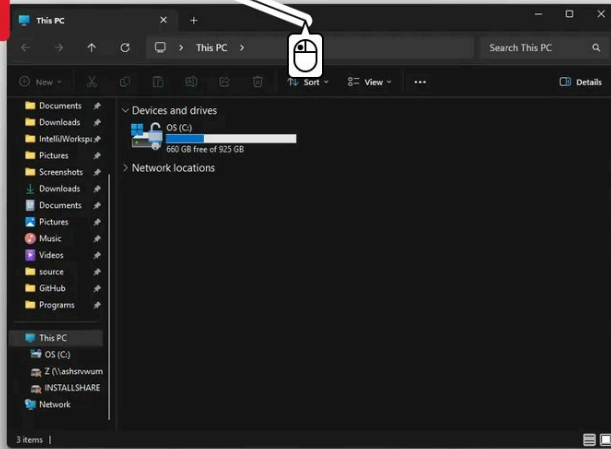 This PC
This PC
Search This PC
New
Sort
View
Details
Documents
Downloads
IntelliJWorkspa
Pictures
Screenshots
Downloads
Documents
Pictures
Music
Videos
source
GitHub
Programs
This PC
OS (C:)
Z (\\ashsrvwum
INSTALLSHARE
Network
Devices and drives
OS (C:)
660 GB free of 925 GB
Network locations
3 items